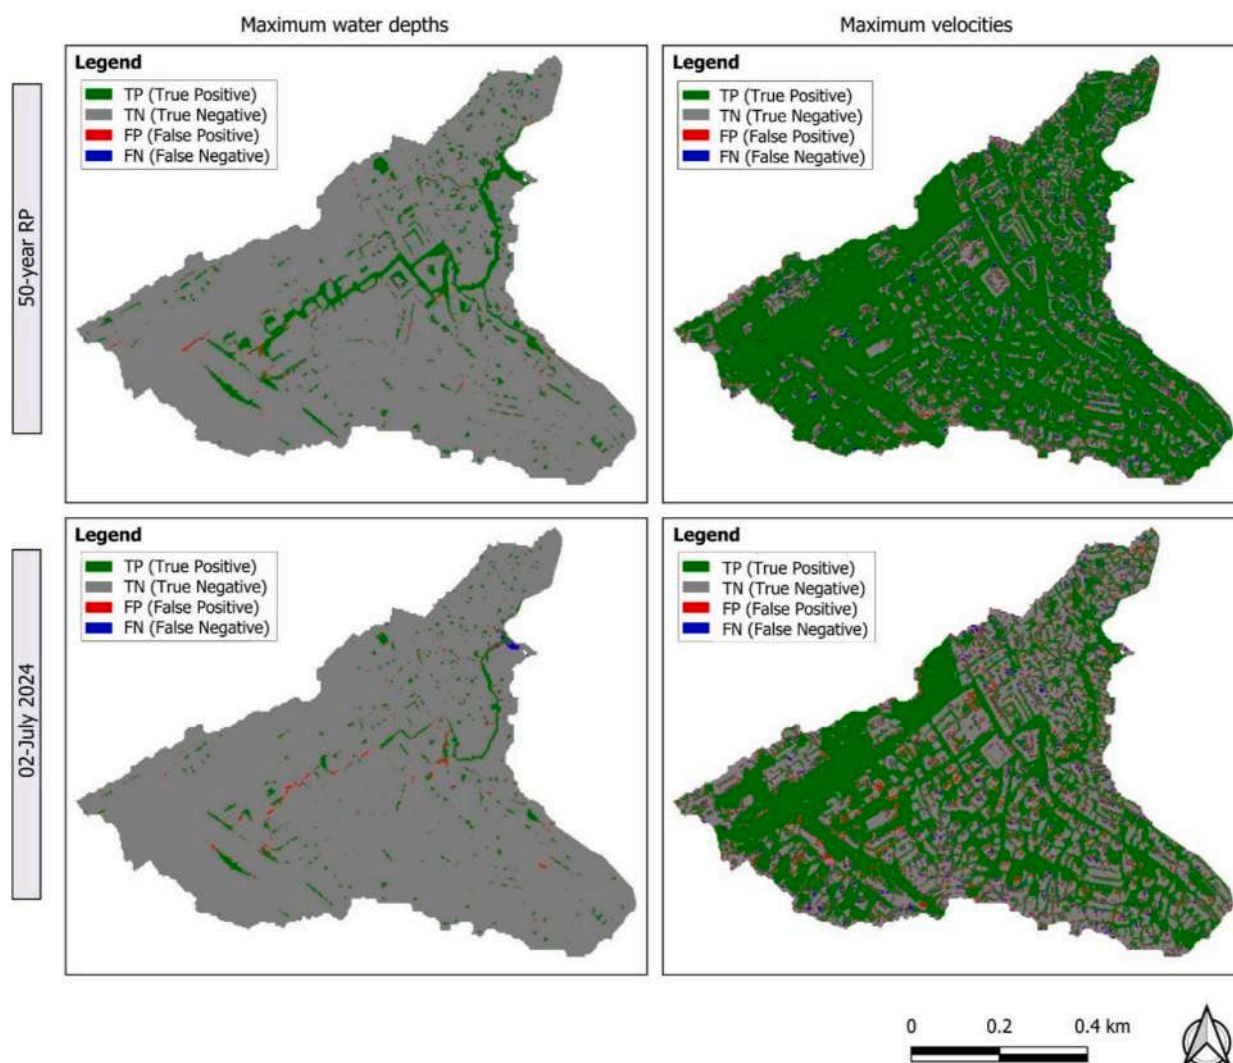 Maximum water depths
Maximum velocities
50-year RP
Legend
TP (True Positive)
TN (True Negative)
FP (False Positive)
FN (False Negative)
Legend
TP (True Positive)
TN (True Negative)
FP (False Positive)
FN (False Negative)
02-July 2024
Legend
TP (True Positive)
TN (True Negative)
FP (False Positive)
FN (False Negative)
Legend
TP (True Positive)
TN (True Negative)
FP (False Positive)
FN (False Negative)
0 0.2 0.4 km